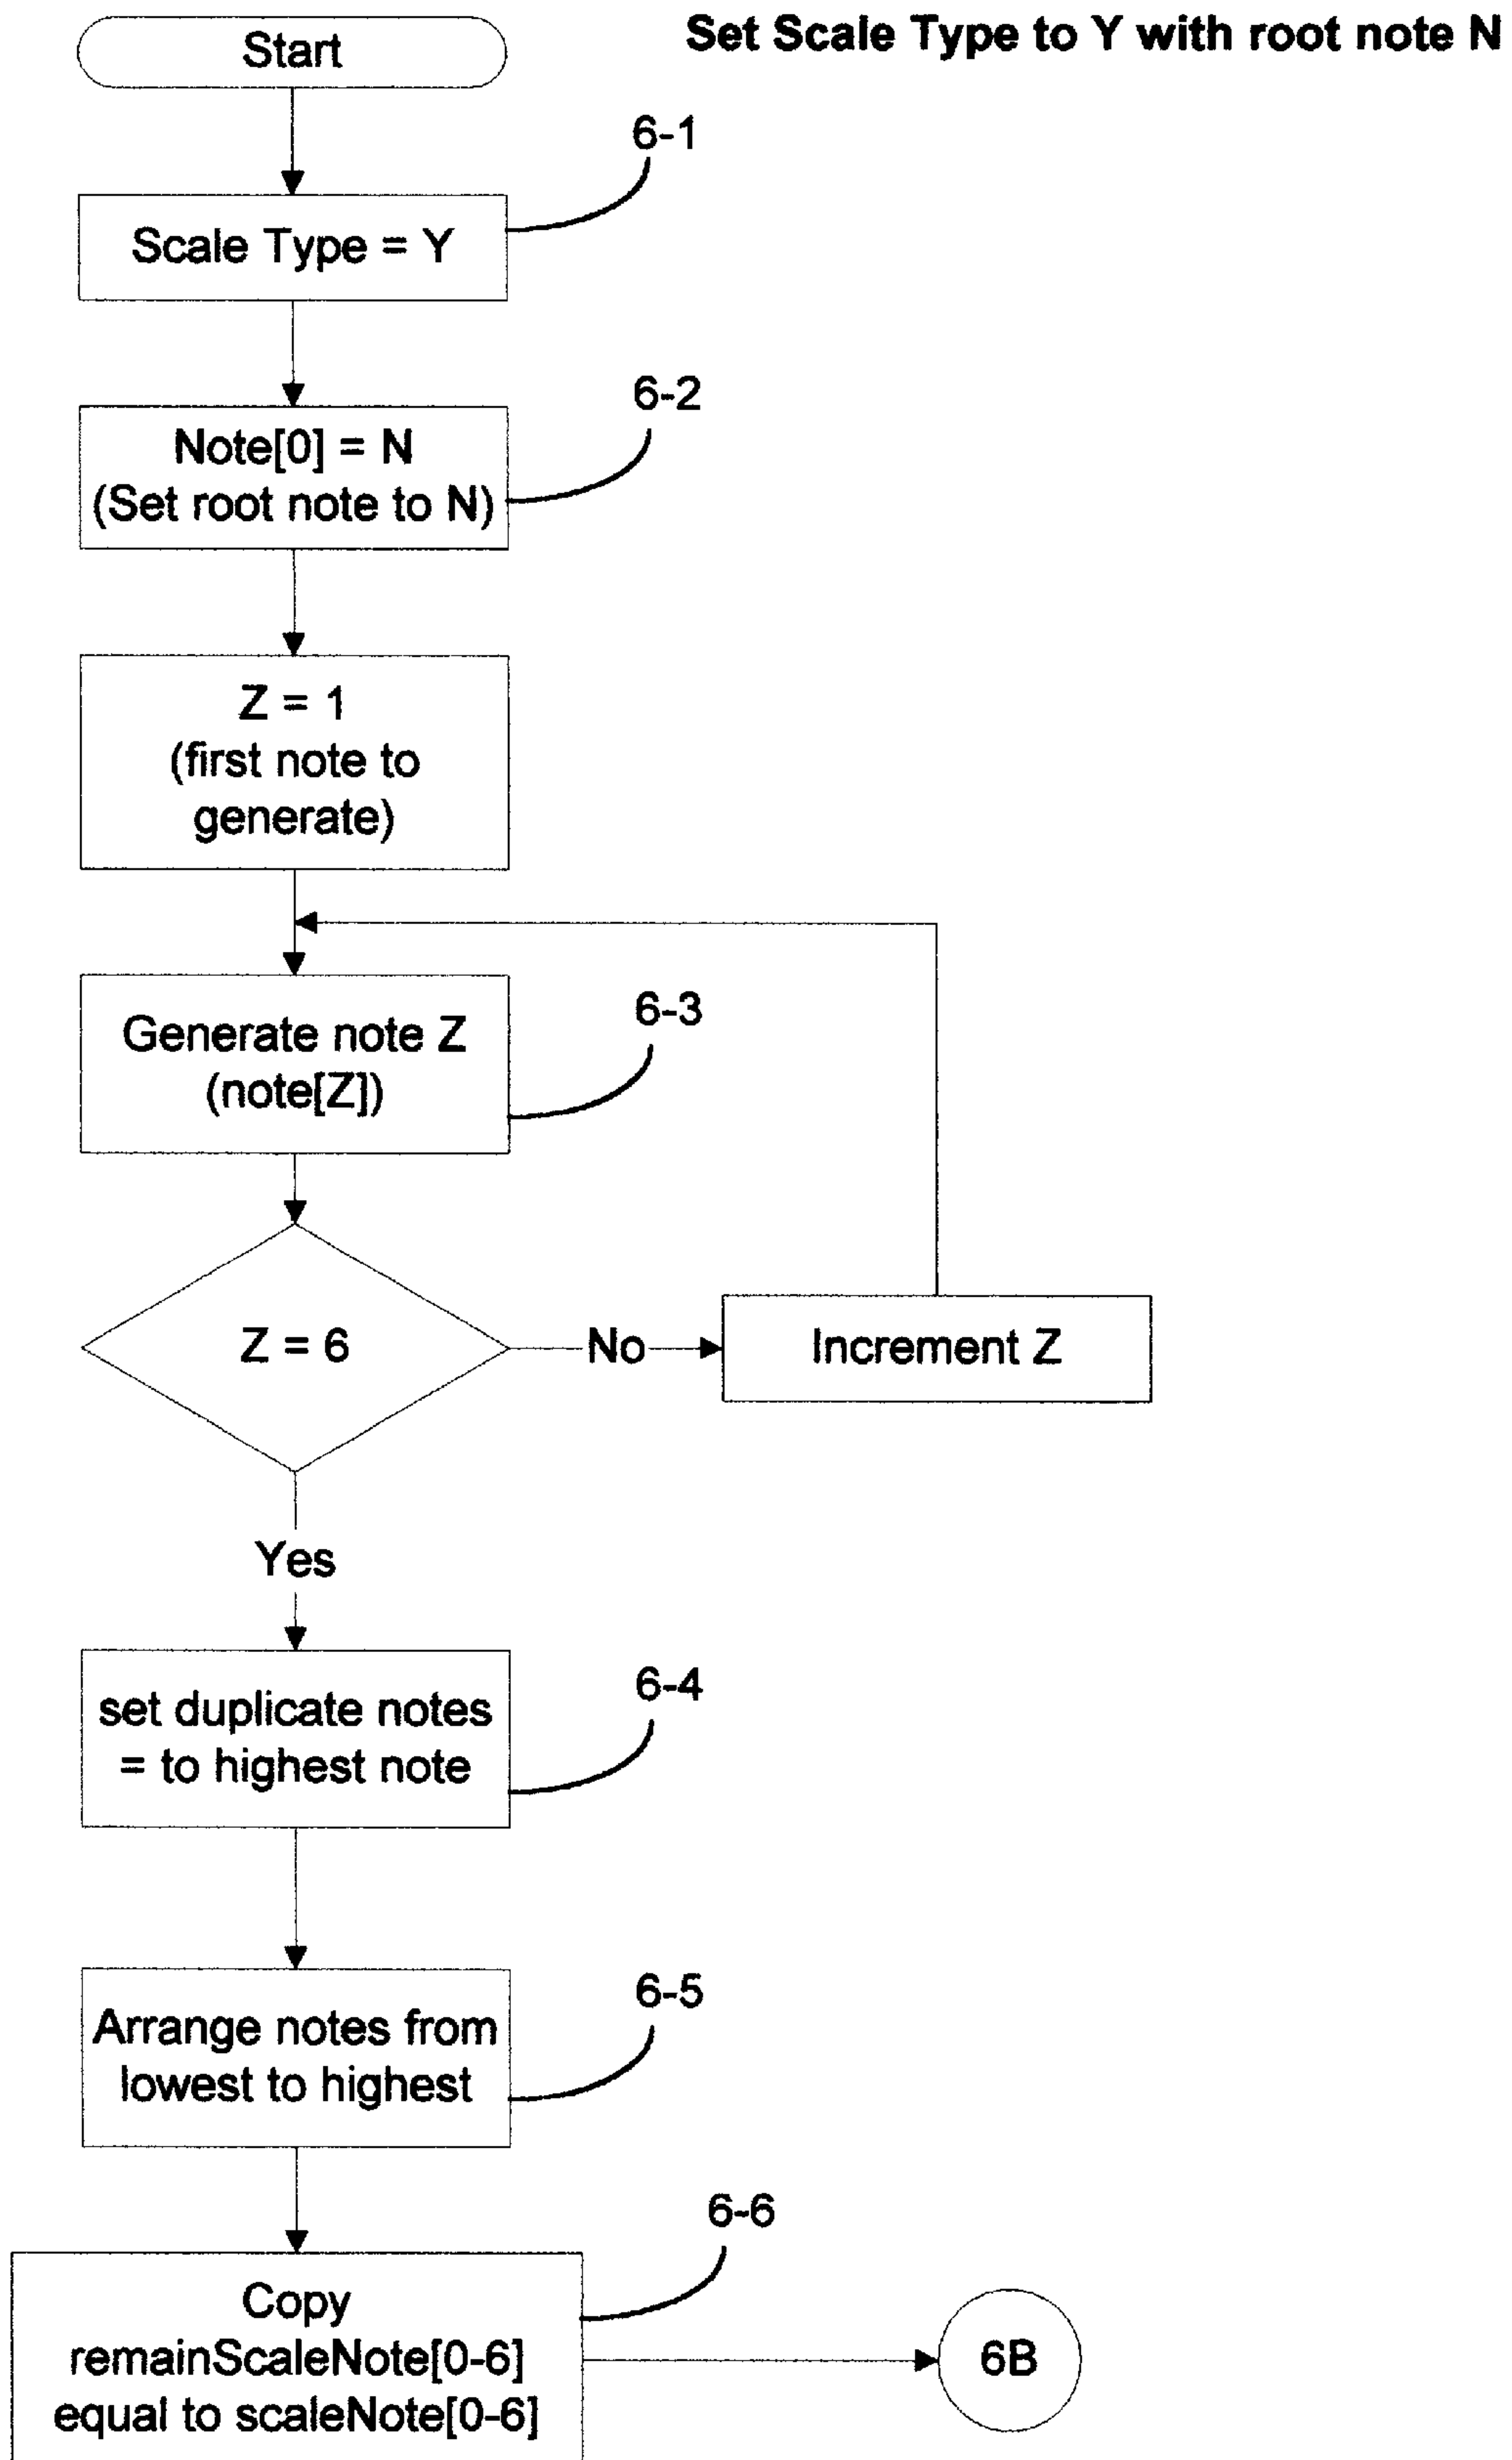 Set Scale Type to Y with root note N
Start
6-1
Scale Type = Y
6-2
Note[0] = N
(Set root note to N)
Z = 1
(first note to
generate)
6-3
Generate note Z
(note[Z])
Z = 6
No
Increment Z
Yes
6-4
set duplicate notes
= to highest note
6-5
Arrange notes from
lowest to highest
6-6
Copy
remainScaleNote[0-6]
equal to scaleNote[0-6]
6B